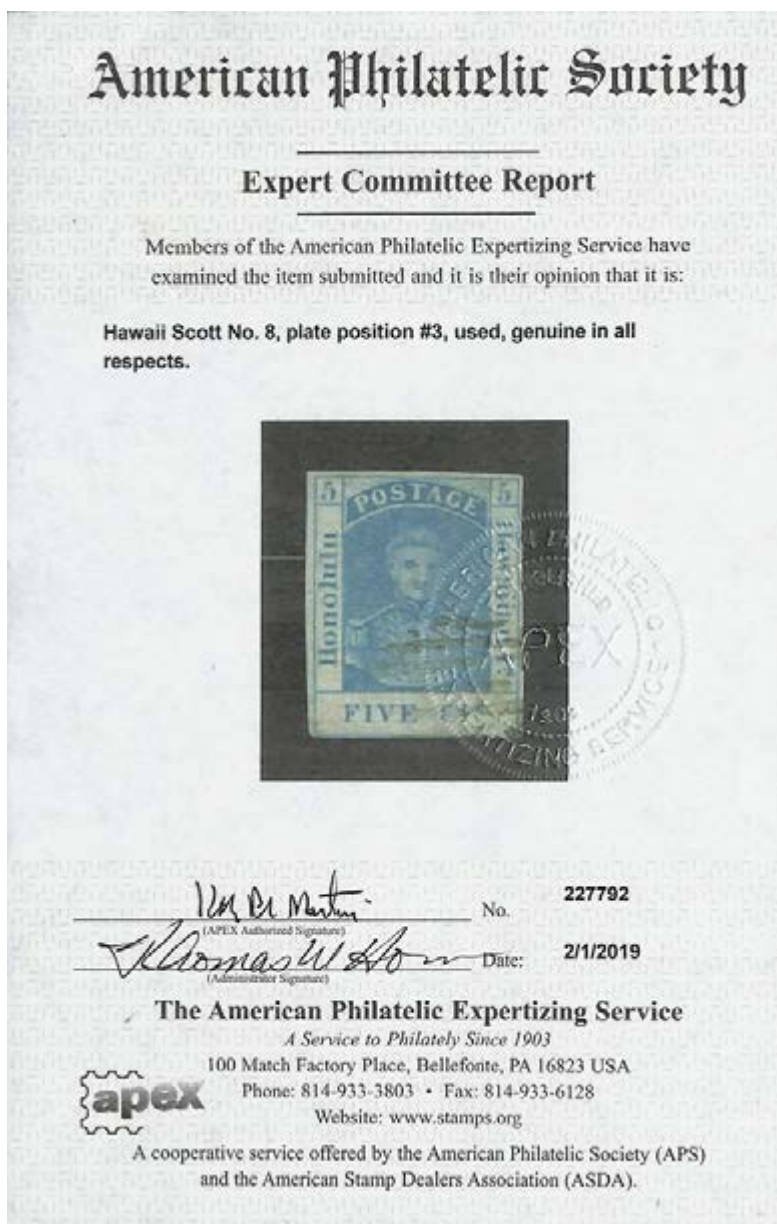 American Philatelic Society
Expert Committee Report
Members of the American Philatelic Expertizing Service have
examined the item submitted and it is their opinion that it is:
Hawaii Scott No. 8, plate position #3, used, genuine in all
respects.
5 POSTAGE 5
Honolulu
FIVE
APEX
No. 227792
(APEX Authorized Signature)
Thomas W Horn
Date: 2/1/2019
(Administrator Signature)
The American Philatelic Expertizing Service
A Service to Philately Since 1903
100 Match Factory Place, Bellefonte, PA 16823 USA
Phone: 814-933-3803 • Fax: 814-933-6128
apex
Website: www.stamps.org
A cooperative service offered by the American Philatelic Society (APS)
and the American Stamp Dealers Association (ASDA).